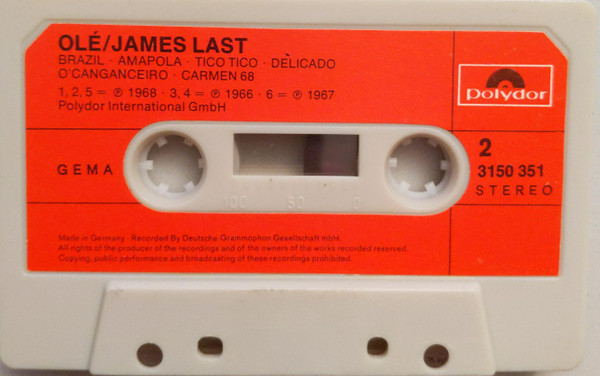 OLÉ/JAMES LAST
BRAZIL · AMAPOLA · TICO TICO · DÈLICADO
O'CANGANCEIRO · CARMEN 68
1, 2, 5 = ℗ 1968 · 3, 4 = ℗ 1966 · 6 = ℗ 1967
Polydor International GmbH
polydor
GEMA
2
3150 351
STEREO
100 50 0
Made in Germany · Recorded By Deutsche Grammophon Gesellschaft mbH.
All rights of the producer of the recordings and of the owners of the works recorded reserved.
Copying, public performance and broadcasting of these recordings prohibited.